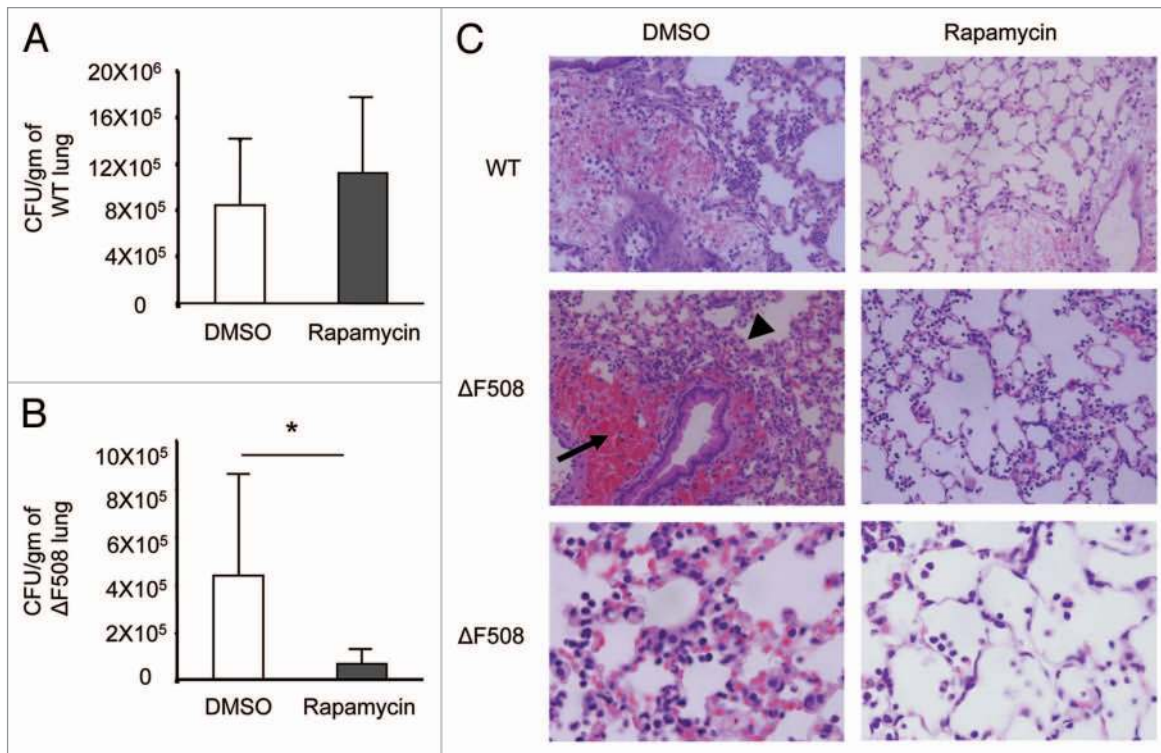 A
CFU/gm of
WT lung
20X10⁶
16X10⁵
12X10⁵
8X10⁵
4X10⁵
0
DMSO
Rapamycin
B
CFU/gm of
ΔF508 lung
*
10X10⁵
8X10⁵
6X10⁵
4X10⁵
2X10⁵
0
DMSO
Rapamycin
C
DMSO
Rapamycin
WT
ΔF508
ΔF508